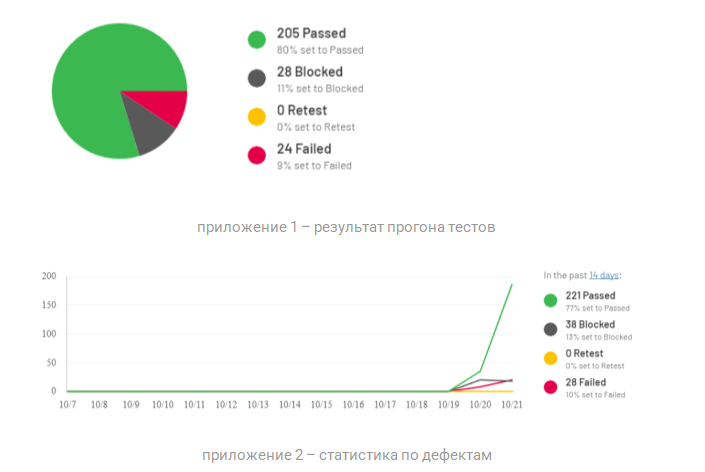 205 Passed
80% set to Passed
28 Blocked
11% set to Blocked
0 Retest
0% set to Retest
24 Failed
9% set to Failed
приложение 1 – результат прогона тестов
200
150
100
50
0
10/7 10/8 10/9 10/10 10/11 10/12 10/13 10/14 10/15 10/16 10/17 10/18 10/19 10/20 10/21
In the past 14 days:
221 Passed
77% set to Passed
38 Blocked
13% set to Blocked
0 Retest
0% set to Retest
28 Failed
10% set to Failed
приложение 2 – статистика по дефектам